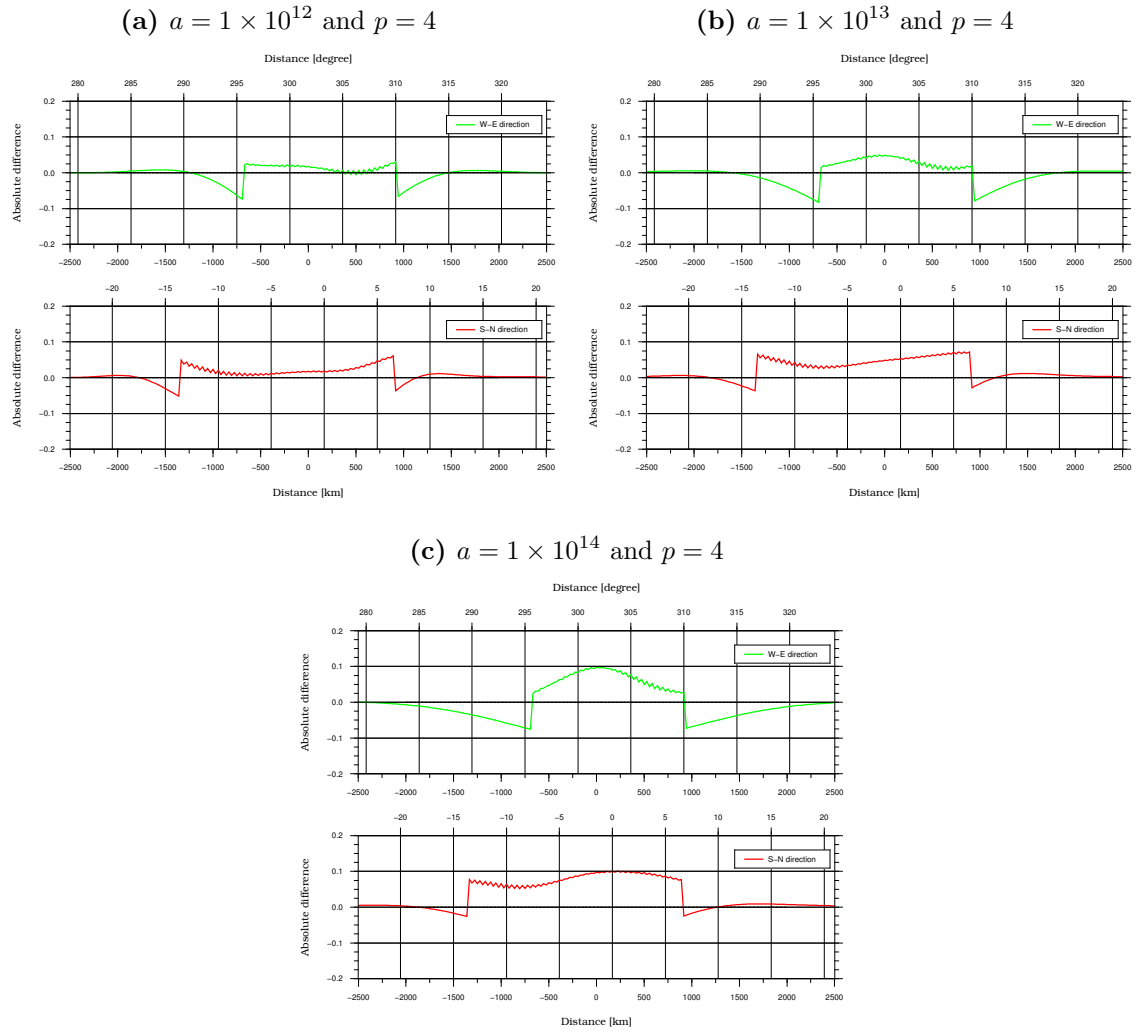 (a) a = 1 × 10^12 and p = 4
Distance [degree]
280 285 290 295 300 305 310 315 320
Absolute difference
0.2
0.1
0.0
−0.1
−0.2
W−E direction
−2500 −2000 −1500 −1000 −500 0 500 1000 1500 2000 2500
−20 −15 −10 −5 0 5 10 15 20
Absolute difference
0.2
0.1
0.0
−0.1
−0.2
S−N direction
−2500 −2000 −1500 −1000 −500 0 500 1000 1500 2000 2500
Distance [km]
(b) a = 1 × 10^13 and p = 4
Distance [degree]
280 285 290 295 300 305 310 315 320
Absolute difference
0.2
0.1
0.0
−0.1
−0.2
W−E direction
−2500 −2000 −1500 −1000 −500 0 500 1000 1500 2000 2500
−20 −15 −10 −5 0 5 10 15 20
Absolute difference
0.2
0.1
0.0
−0.1
−0.2
S−N direction
−2500 −2000 −1500 −1000 −500 0 500 1000 1500 2000 2500
Distance [km]
(c) a = 1 × 10^14 and p = 4
Distance [degree]
280 285 290 295 300 305 310 315 320
Absolute difference
0.2
0.1
0.0
−0.1
−0.2
W−E direction
−2500 −2000 −1500 −1000 −500 0 500 1000 1500 2000 2500
−20 −15 −10 −5 0 5 10 15 20
Absolute difference
0.2
0.1
0.0
−0.1
−0.2
S−N direction
−2500 −2000 −1500 −1000 −500 0 500 1000 1500 2000 2500
Distance [km]